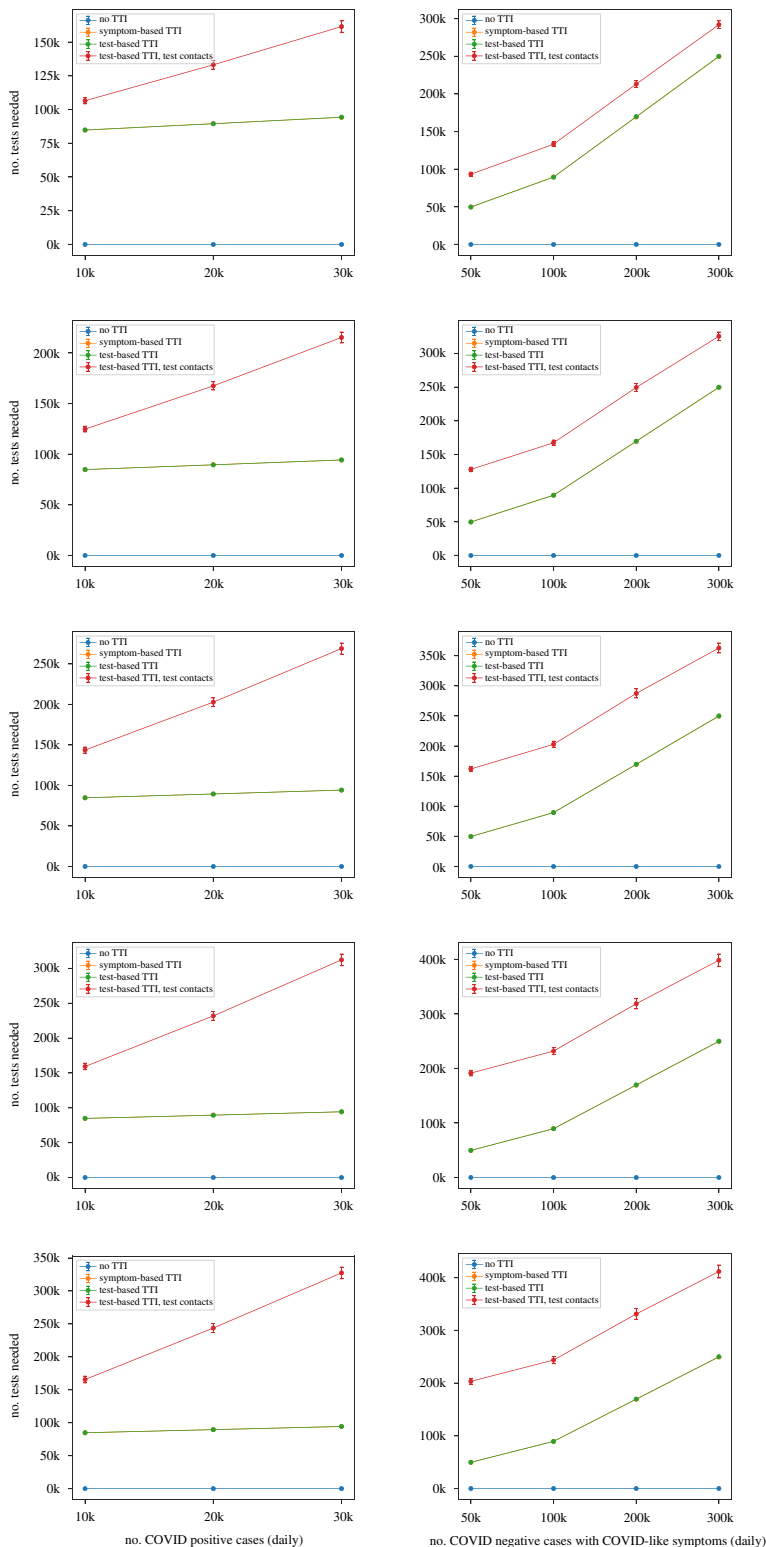 no TTI
symptom-based TTI
test-based TTI
test-based TTI, test contacts
150k
125k
100k
75k
50k
25k
0k
no. tests needed
10k 20k 30k
no TTI
symptom-based TTI
test-based TTI
test-based TTI, test contacts
300k
250k
200k
150k
100k
50k
0k
50k 100k 200k 300k
no TTI
symptom-based TTI
test-based TTI
test-based TTI, test contacts
200k
150k
100k
50k
0k
no. tests needed
10k 20k 30k
no TTI
symptom-based TTI
test-based TTI
test-based TTI, test contacts
300k
250k
200k
150k
100k
50k
0k
50k 100k 200k 300k
no TTI
symptom-based TTI
test-based TTI
test-based TTI, test contacts
250k
200k
150k
100k
50k
0k
no. tests needed
10k 20k 30k
no TTI
symptom-based TTI
test-based TTI
test-based TTI, test contacts
350k
300k
250k
200k
150k
100k
50k
0k
50k 100k 200k 300k
no TTI
symptom-based TTI
test-based TTI
test-based TTI, test contacts
300k
250k
200k
150k
100k
50k
0k
no. tests needed
10k 20k 30k
no TTI
symptom-based TTI
test-based TTI
test-based TTI, test contacts
400k
300k
200k
100k
0k
50k 100k 200k 300k
no TTI
symptom-based TTI
test-based TTI
test-based TTI, test contacts
350k
300k
250k
200k
150k
100k
50k
0k
no. tests needed
10k 20k 30k
no. COVID positive cases (daily)
no TTI
symptom-based TTI
test-based TTI
test-based TTI, test contacts
400k
300k
200k
100k
0k
50k 100k 200k 300k
no. COVID negative cases with COVID-like symptoms (daily)